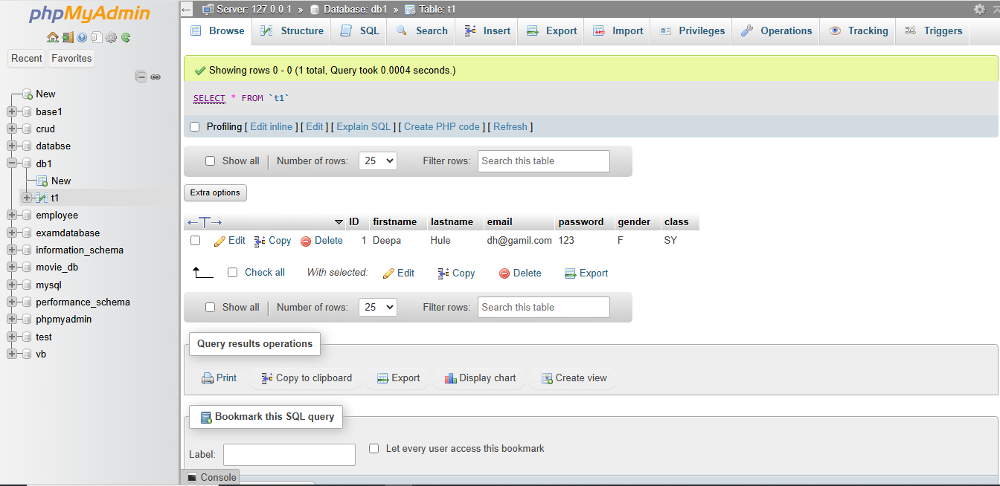 phpMyAdmin
Recent Favorites
New
base1
crud
databse
db1
New
t1
employee
examdatabase
information_schema
movie_db
mysql
performance_schema
phpmyadmin
test
vb
Server: 127.0.0.1 » Database: db1 » Table: t1
Browse Structure SQL Search Insert Export Import Privileges Operations Tracking Triggers
Showing rows 0 - 0 (1 total, Query took 0.0004 seconds.)
SELECT * FROM `t1`
Profiling [ Edit inline ] [ Edit ] [ Explain SQL ] [ Create PHP code ] [ Refresh ]
Show all | Number of rows: 25 Filter rows: Search this table
Extra options
←T→ ID firstname lastname email password gender class
Edit Copy Delete 1 Deepa Hule dh@gamil.com 123 F SY
Check all With selected: Edit Copy Delete Export
Show all | Number of rows: 25 Filter rows: Search this table
Query results operations
Print Copy to clipboard Export Display chart Create view
Bookmark this SQL query
Label: Let every user access this bookmark
Console